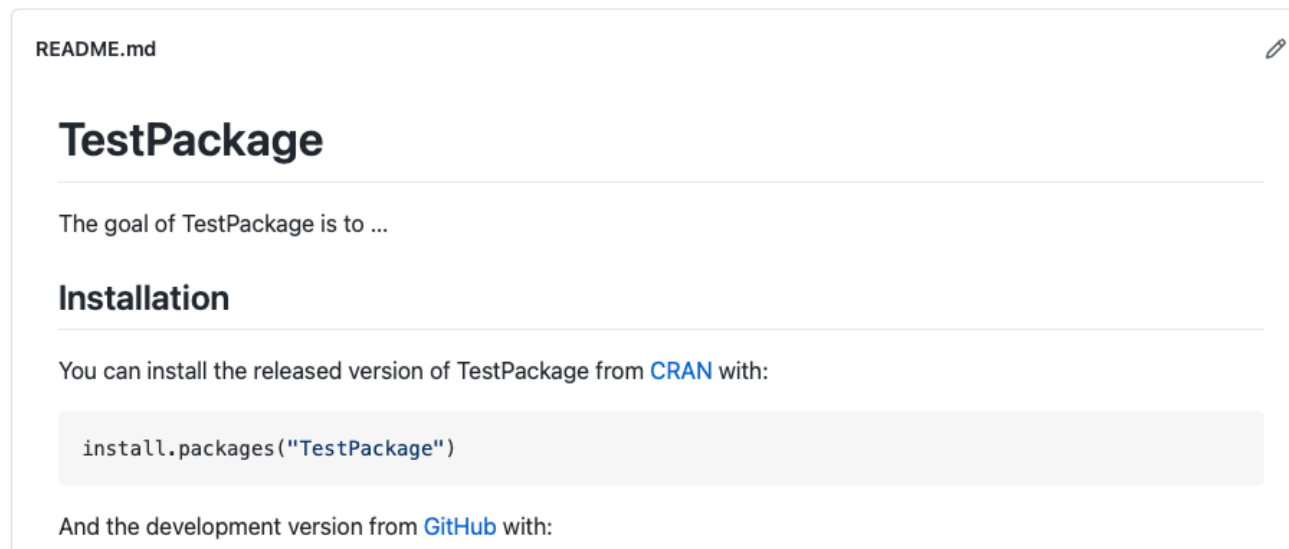 README.md
TestPackage
The goal of TestPackage is to ...
Installation
You can install the released version of TestPackage from CRAN with:
install.packages("TestPackage")
And the development version from GitHub with: